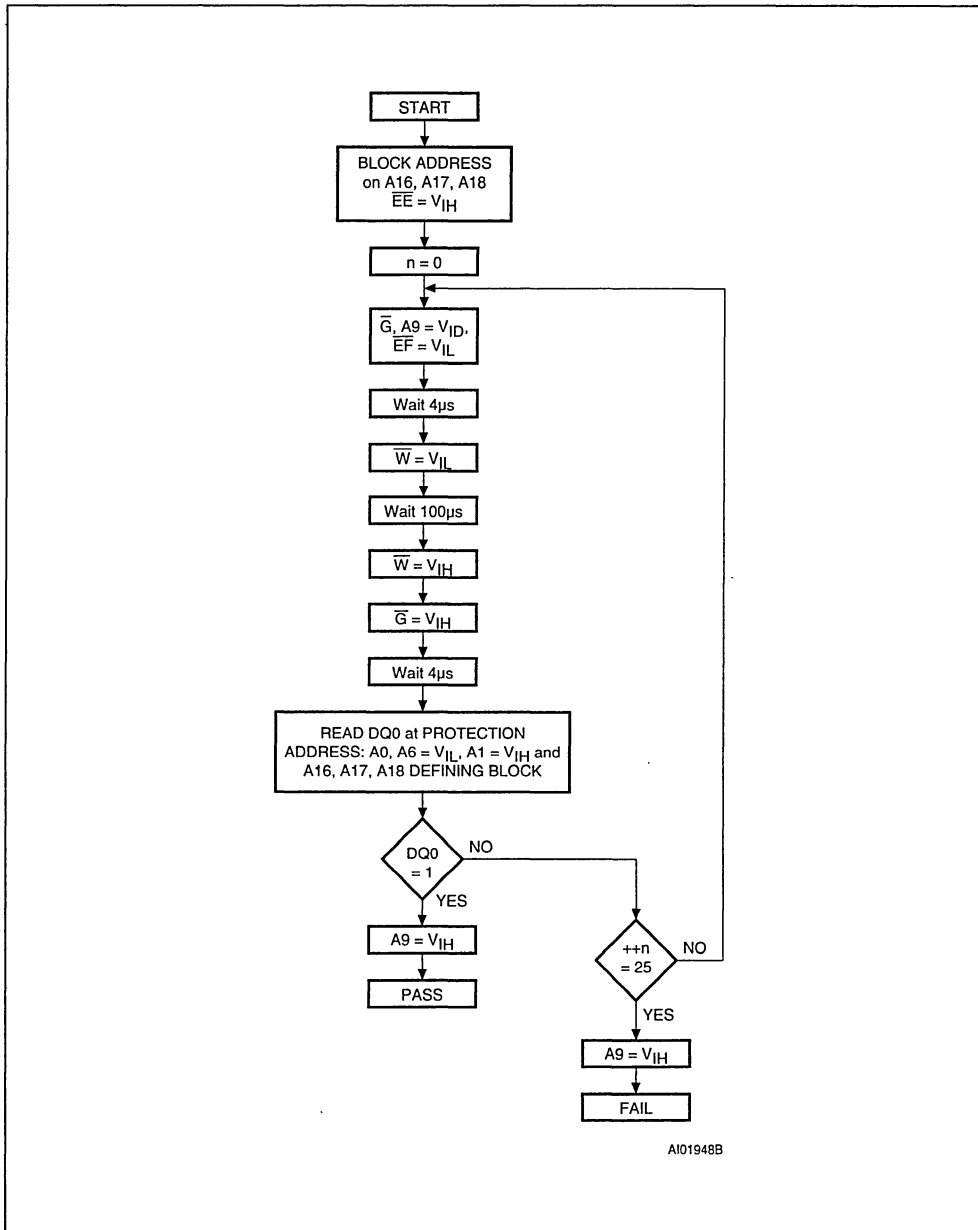 START
BLOCK ADDRESS
on A16, A17, A18
E̅E̅ = VIH
n = 0
G̅, A9 = VID,
E̅F̅ = VIL
Wait 4µs
W̅ = VIL
Wait 100µs
W̅ = VIH
G̅ = VIH
Wait 4µs
READ DQ0 at PROTECTION
ADDRESS: A0, A6 = VIL, A1 = VIH and
A16, A17, A18 DEFINING BLOCK
DQ0
= 1
NO
YES
A9 = VIH
PASS
++n
= 25
NO
YES
A9 = VIH
FAIL
AI01948B